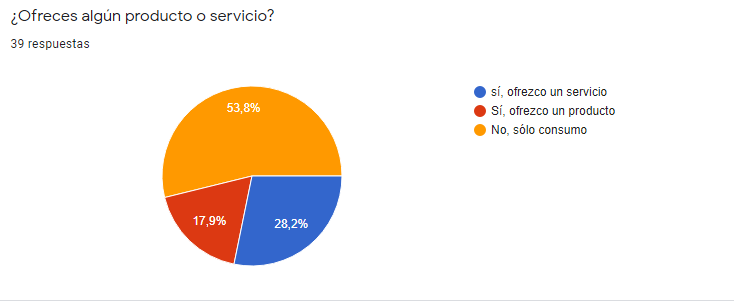 ¿Ofreces algún producto o servicio?
39 respuestas
53,8%
17,9%
28,2%
sí, ofrezco un servicio
Sí, ofrezco un producto
No, sólo consumo